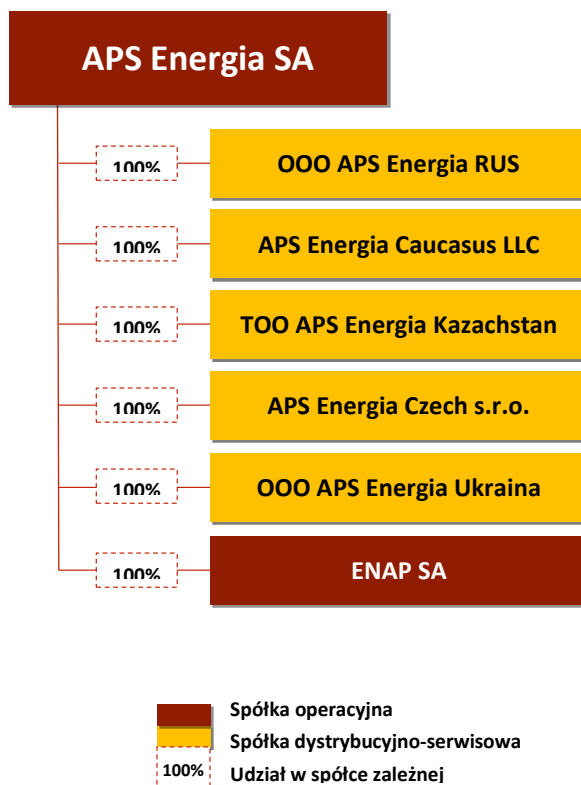 APS Energia SA
100% OOO APS Energia RUS
100% APS Energia Caucasus LLC
100% TOO APS Energia Kazachstan
100% APS Energia Czech s.r.o.
100% OOO APS Energia Ukraina
100% ENAP SA
Spółka operacyjna
Spółka dystrybucyjno-serwisowa
100% Udział w spółce zależnej